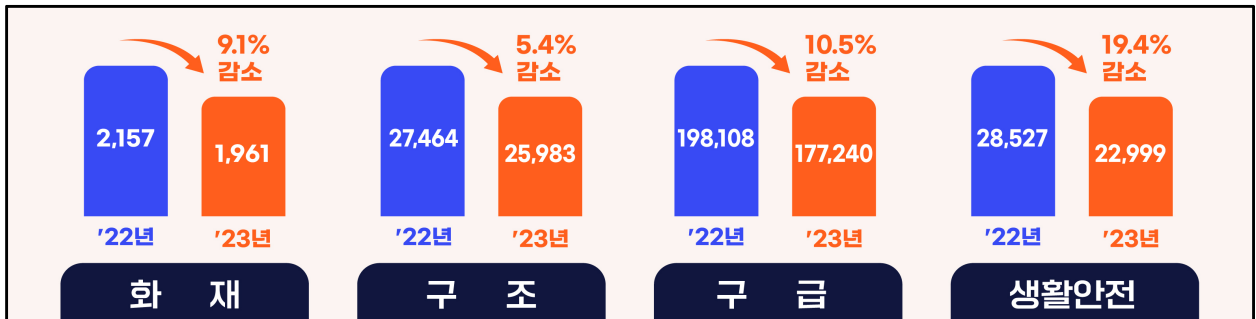 9.1%
감소
2,157
1,961
'22년
'23년
화 재
5.4%
감소
27,464
25,983
'22년
'23년
구 조
10.5%
감소
198,108
177,240
'22년
'23년
구 급
19.4%
감소
28,527
22,999
'22년
'23년
생활안전